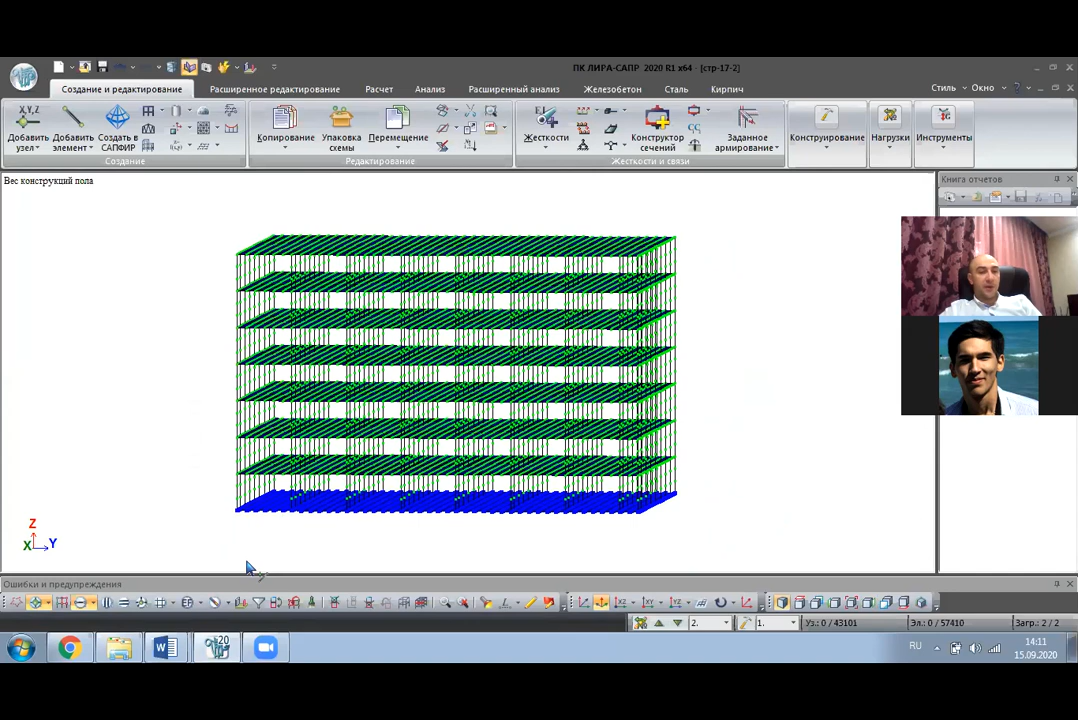 ПК ЛИРА-САПР 2020 R1 x64 - [стр-17-2]
Создание и редактирование
Расширенное редактирование
Расчет
Анализ
Расширенный анализ
Железобетон
Сталь
Кирпич
Стиль
Окно
X,Y,Z
Добавить узел
Добавить элемент
Создать в САПФИР
Создание
Копирование
Упаковка схемы
Перемещение
Редактирование
Жесткости
Конструктор сечений
Заданное армирование
Жесткости и связи
Конструирование
Нагрузки
Инструменты
Вес конструкций пола
Книга отчетов
Z
X
Y
Ошибки и предупреждения
2.
1.
Уз.: 0 / 43101
Эл.: 0 / 57410
Загр.: 2 / 2
20
RU
14:11
15.09.2020